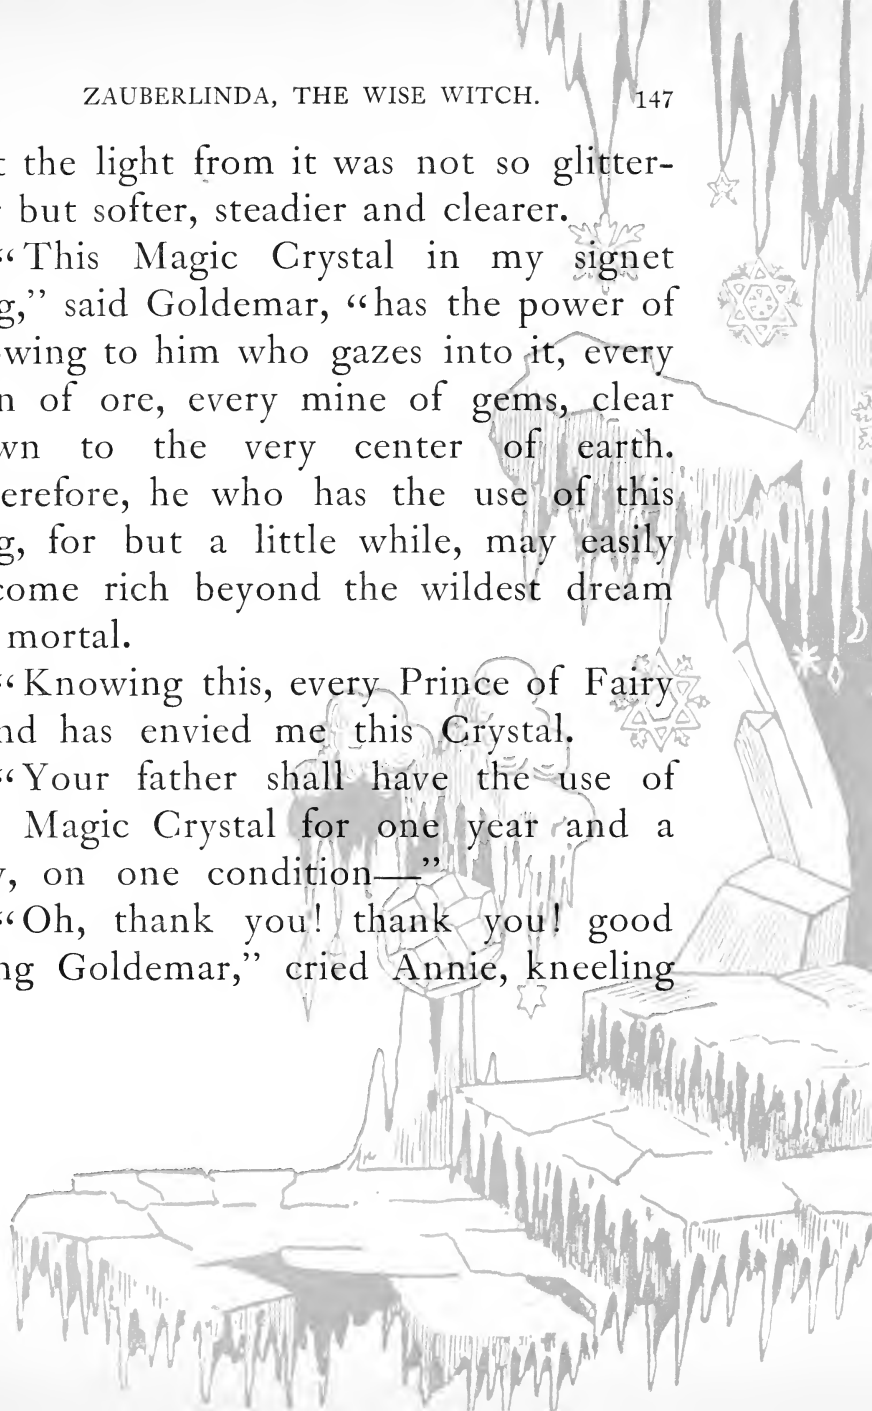 ZAUBERLINDA, THE WISE WITCH. 147
the light from it was not so glitter-
but softer, steadier and clearer.
“This Magic Crystal in my signet
g,” said Goldemar, “has the power of
wing to him who gazes into it, every
n of ore, every mine of gems, clear
wn to the very center of earth.
erefore, he who has the use of this
g, for but a little while, may easily
come rich beyond the wildest dream
mortal.
“Knowing this, every Prince of Fairy
nd has envied me this Crystal.
“Your father shall have the use of
Magic Crystal for one year and a
, on one condition—”
“Oh, thank you! thank you! good
ng Goldemar,” cried Annie, kneeling